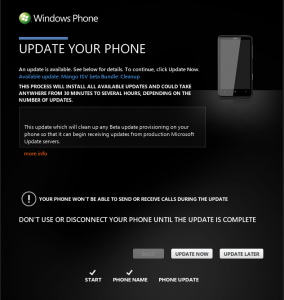 Windows Phone
UPDATE YOUR PHONE
An update is available. See below for details. To continue, click Update Now.
Available update: Mango ISV beta Bundle: Cleanup
THIS PROCESS WILL INSTALL ALL AVAILABLE UPDATES AND COULD TAKE
ANYWHERE FROM 30 MINUTES TO SEVERAL HOURS, DEPENDING ON THE
NUMBER OF UPDATES.
This update which will clean up any Beta update provisioning on your
phone so that it can begin receiving updates from production Microsoft
Update servers.
more info
YOUR PHONE WON'T BE ABLE TO SEND OR RECEIVE CALLS DURING THE UPDATE
DON'T USE OR DISCONNECT YOUR PHONE UNTIL THE UPDATE IS COMPLETE
UPDATE NOW UPDATE LATER
START PHONE NAME PHONE UPDATE